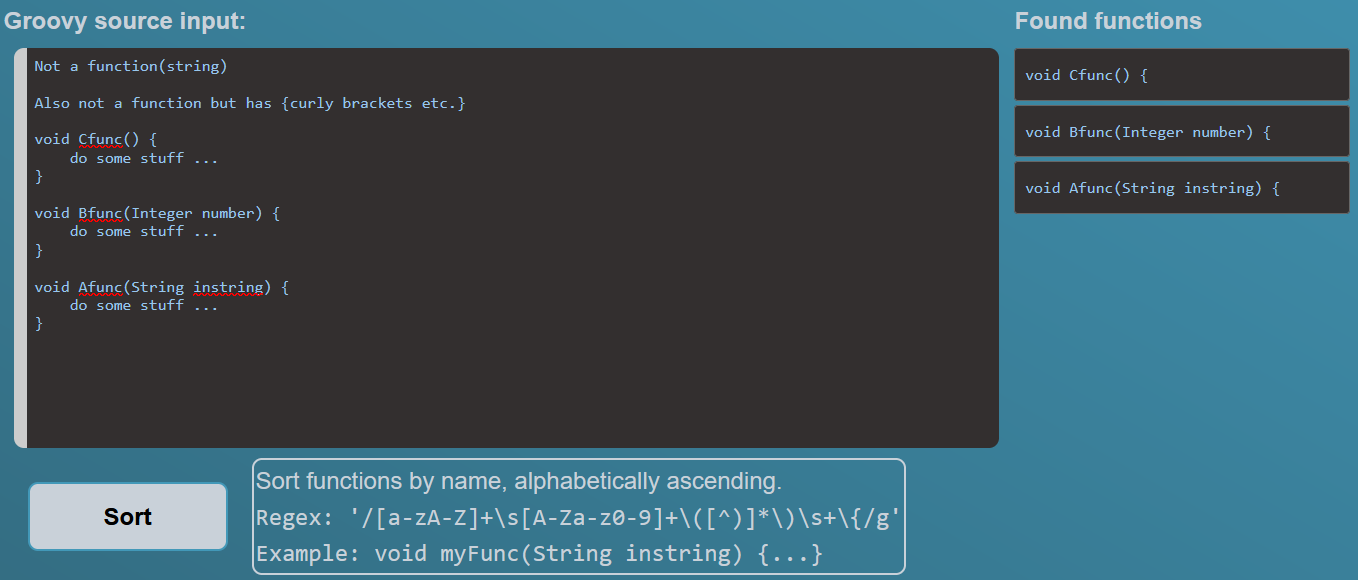 Groovy source input:
Not a function(string)
Also not a function but has {curly brackets etc.}
void Cfunc() {
    do some stuff ...
}
void Bfunc(Integer number) {
    do some stuff ...
}
void Afunc(String instring) {
    do some stuff ...
}
Found functions
void Cfunc() {
void Bfunc(Integer number) {
void Afunc(String instring) {
Sort
Sort functions by name, alphabetically ascending.
Regex: '/[a-zA-Z]+\s[A-Za-z0-9]+\([^)]*\)\s+\{/g'
Example: void myFunc(String instring) {...}